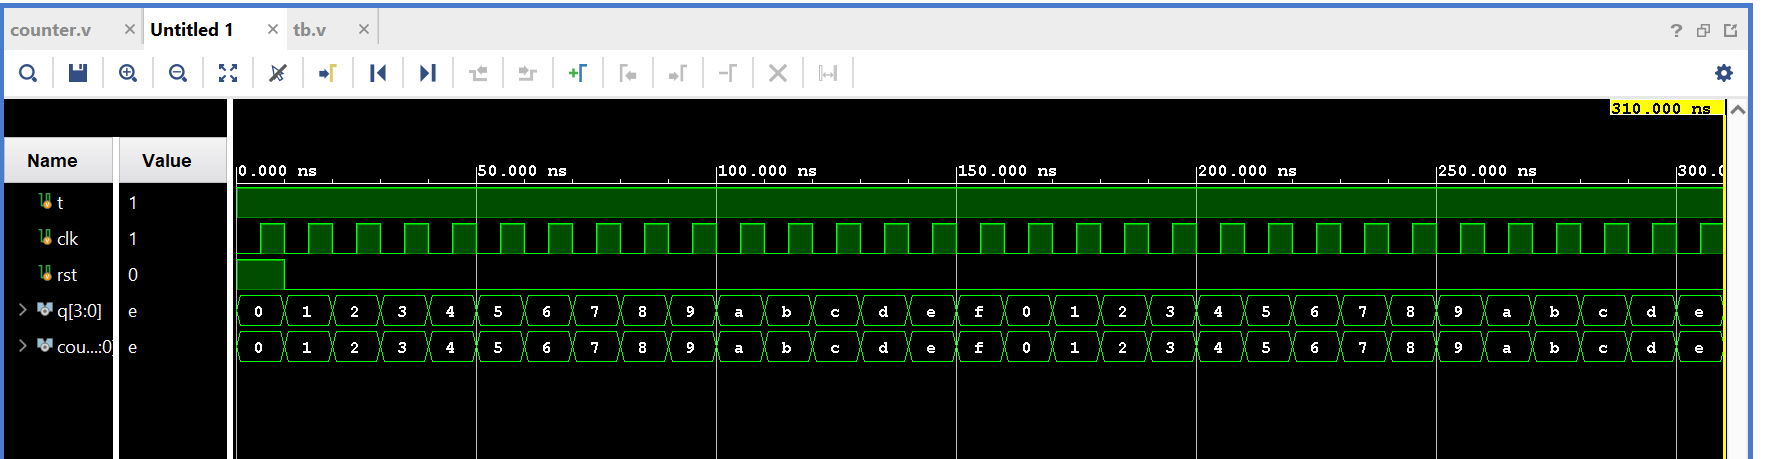 counter.v × Untitled 1 × tb.v ×
?
310.000 ns
Name Value
0.000 ns 50.000 ns 100.000 ns 150.000 ns 200.000 ns 250.000 ns 300.0
t 1
clk 1
rst 0
q[3:0] e 0 1 2 3 4 5 6 7 8 9 a b c d e f 0 1 2 3 4 5 6 7 8 9 a b c d e
cou...:0] e 0 1 2 3 4 5 6 7 8 9 a b c d e f 0 1 2 3 4 5 6 7 8 9 a b c d e